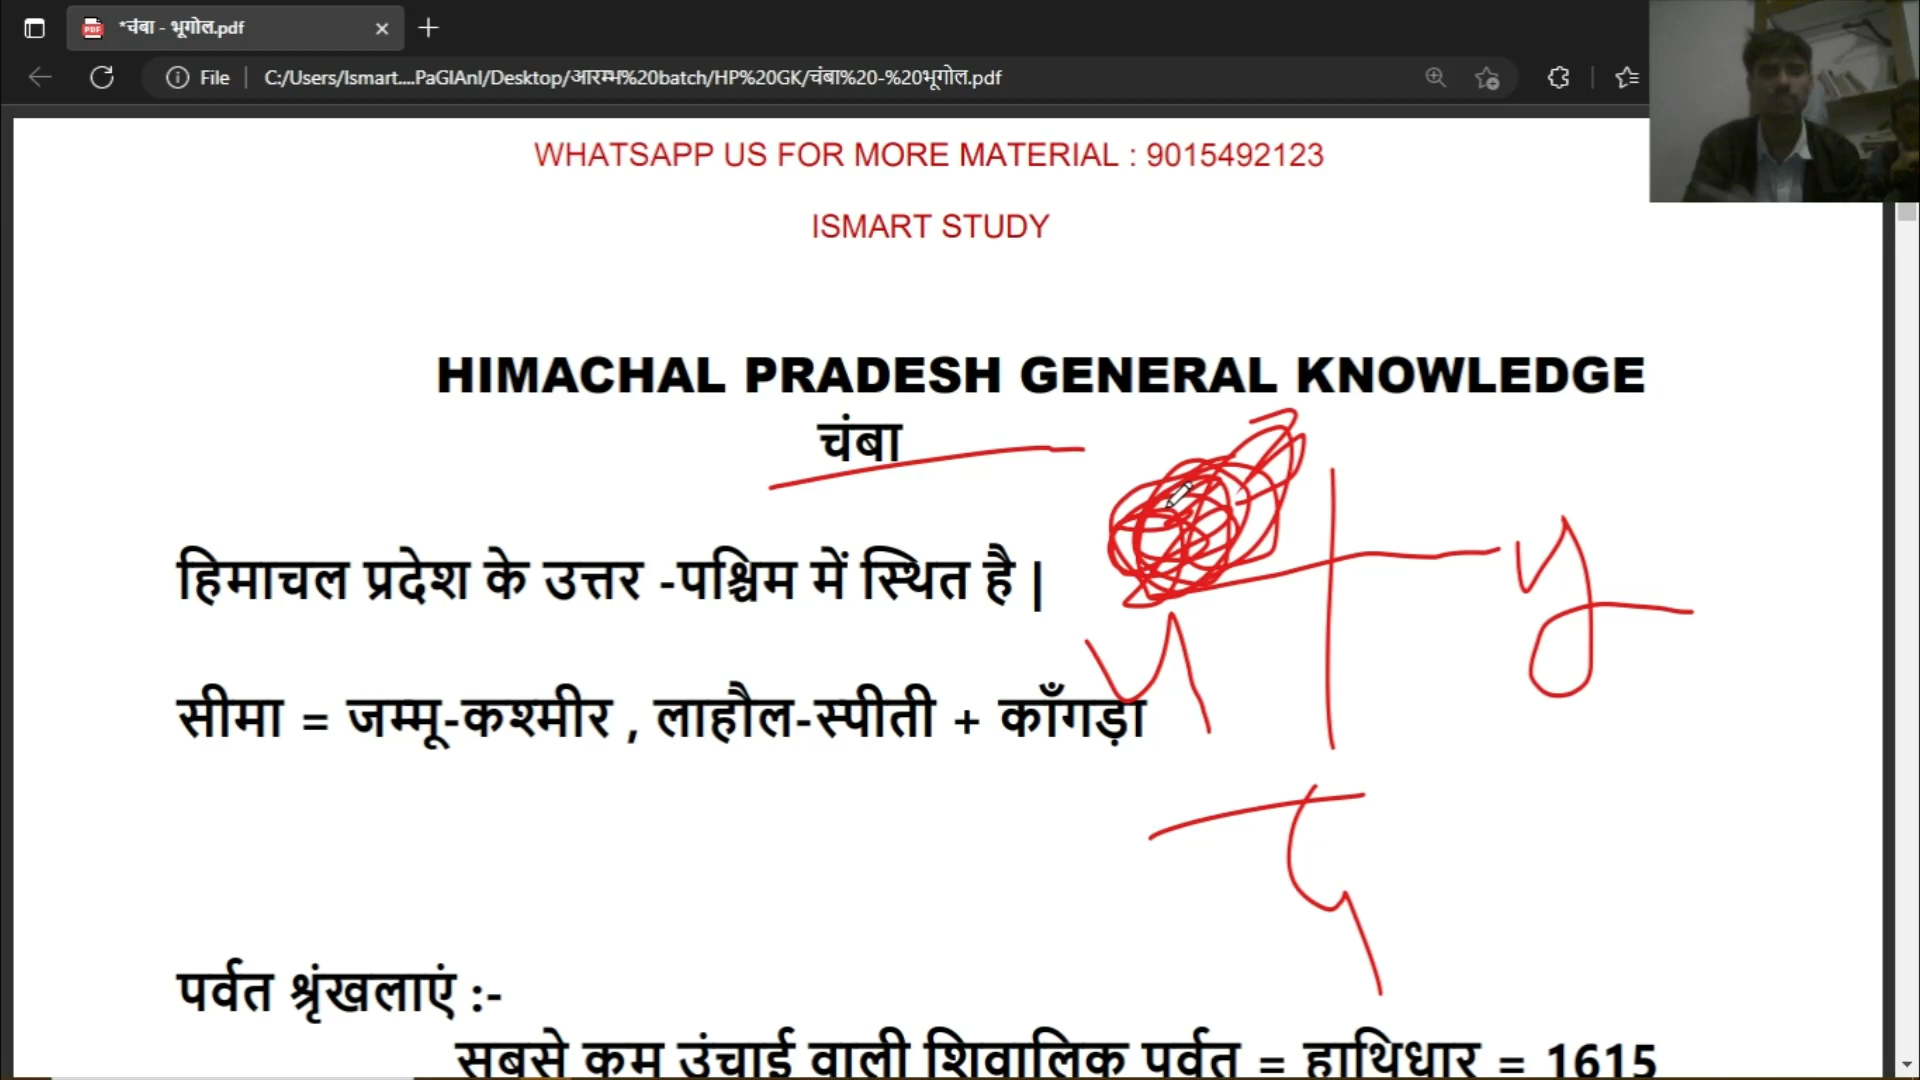 *चंबा - भूगोल.pdf
File C:/Users/Ismart....PaGlAnI/Desktop/आरम्भ%20batch/HP%20GK/चंबा%20-%20भूगोल.pdf
WHATSAPP US FOR MORE MATERIAL : 9015492123
ISMART STUDY
HIMACHAL PRADESH GENERAL KNOWLEDGE
चंबा
हिमाचल प्रदेश के उत्तर -पश्चिम में स्थित है |
सीमा = जम्मू-कश्मीर , लाहौल-स्पीती + काँगड़ा
पर्वत श्रृंखलाएं :-
सबसे कम उंचाई वाली शिवालिक पर्वत = हाथिधार = 1615